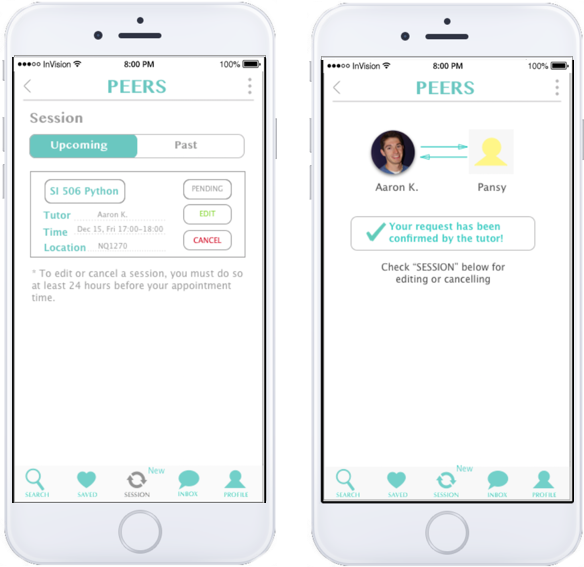 ●●●○○ InVision 8:00 PM 100%
PEERS
Session
Upcoming Past
SI 506 Python PENDING
Tutor Aaron K. EDIT
Time Dec 15, Fri 17:00-18:00
Location NQ1270 CANCEL
* To edit or cancel a session, you must do so
at least 24 hours before your appointment
time.
New
SEARCH SAVED SESSION INBOX PROFILE
●●●○○ InVision 8:00 PM 100%
PEERS
Aaron K. Pansy
Your request has been
confirmed by the tutor!
Check “SESSION” below for
editing or cancelling
New
SEARCH SAVED SESSION INBOX PROFILE